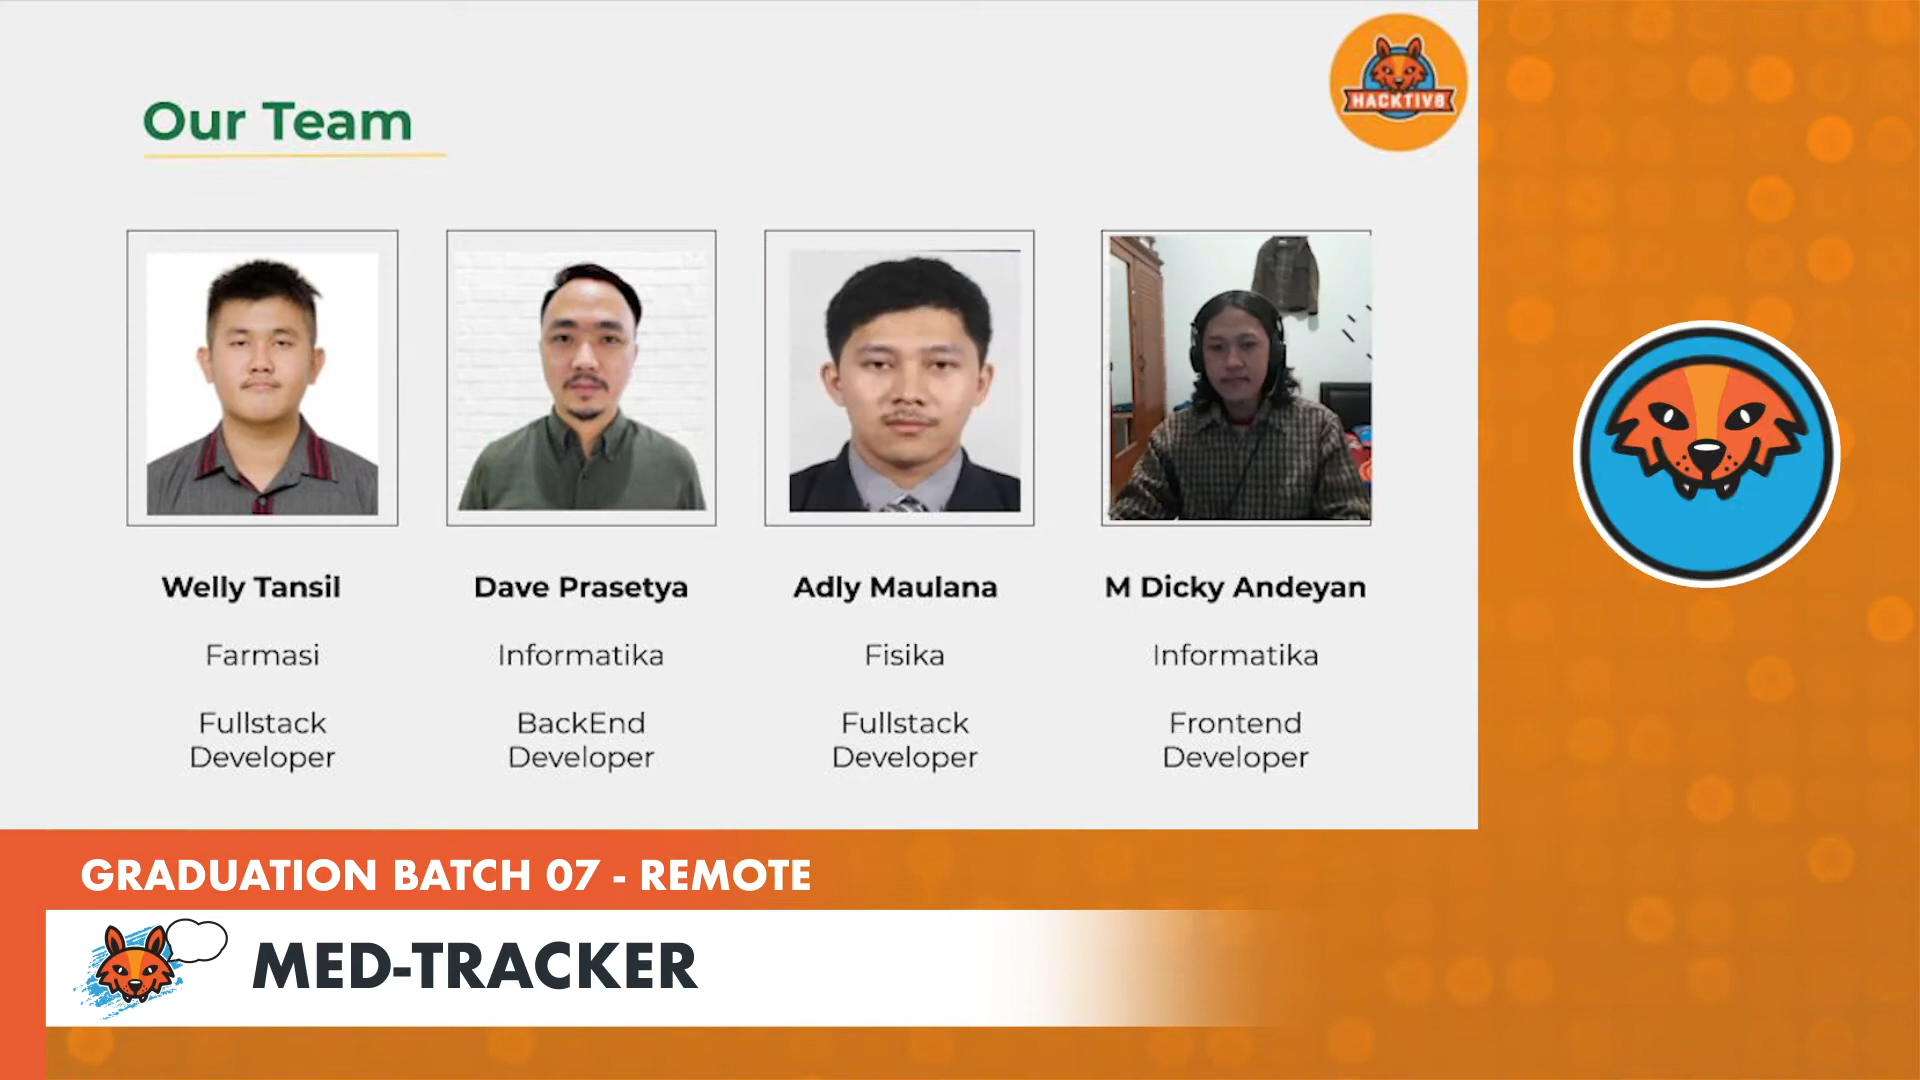 Our Team
HACKTIV8
Welly Tansil
Farmasi
Fullstack
Developer
Dave Prasetya
Informatika
BackEnd
Developer
Adly Maulana
Fisika
Fullstack
Developer
M Dicky Andeyan
Informatika
Frontend
Developer
GRADUATION BATCH 07 - REMOTE
MED-TRACKER